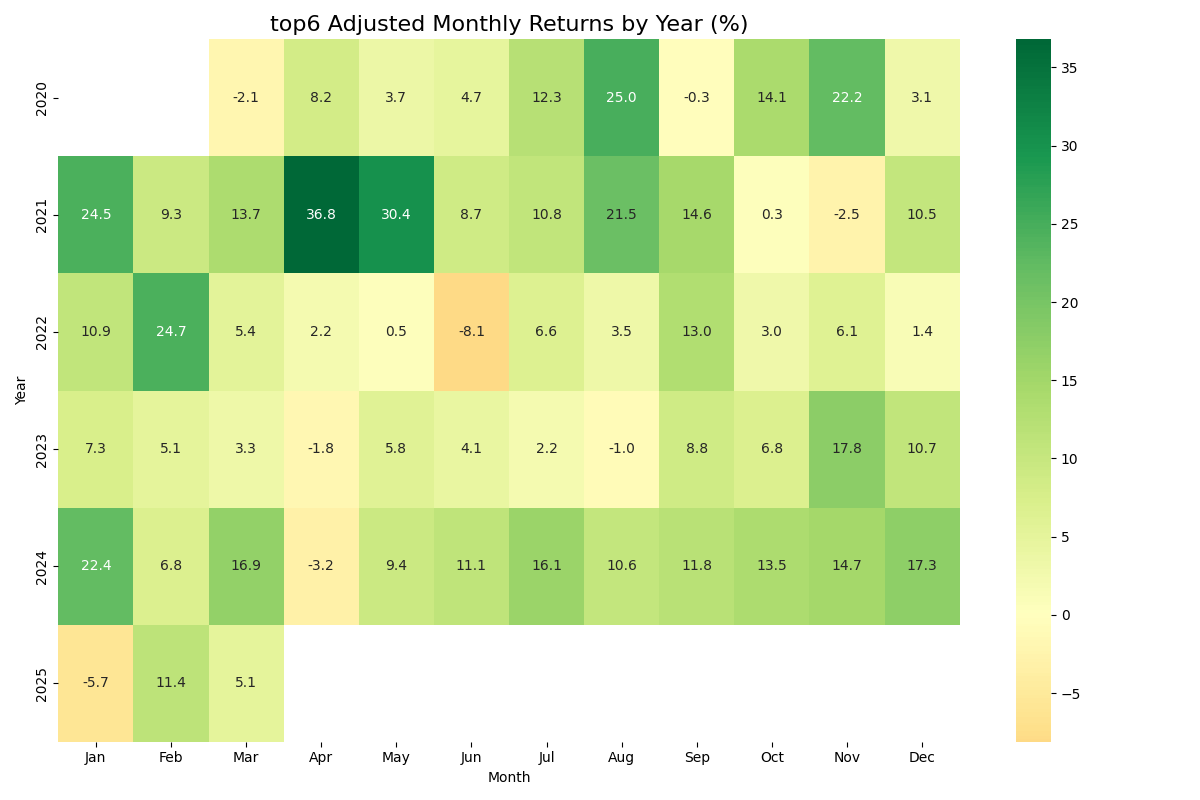 top6 Adjusted Monthly Returns by Year (%)
2020 -2.1 8.2 3.7 4.7 12.3 25.0 -0.3 14.1 22.2 3.1
2021 24.5 9.3 13.7 36.8 30.4 8.7 10.8 21.5 14.6 0.3 -2.5 10.5
2022 10.9 24.7 5.4 2.2 0.5 -8.1 6.6 3.5 13.0 3.0 6.1 1.4
Year
2023 7.3 5.1 3.3 -1.8 5.8 4.1 2.2 -1.0 8.8 6.8 17.8 10.7
2024 22.4 6.8 16.9 -3.2 9.4 11.1 16.1 10.6 11.8 13.5 14.7 17.3
2025 -5.7 11.4 5.1
Jan Feb Mar Apr May Jun Jul Aug Sep Oct Nov Dec
Month
35
30
25
20
15
10
5
0
−5